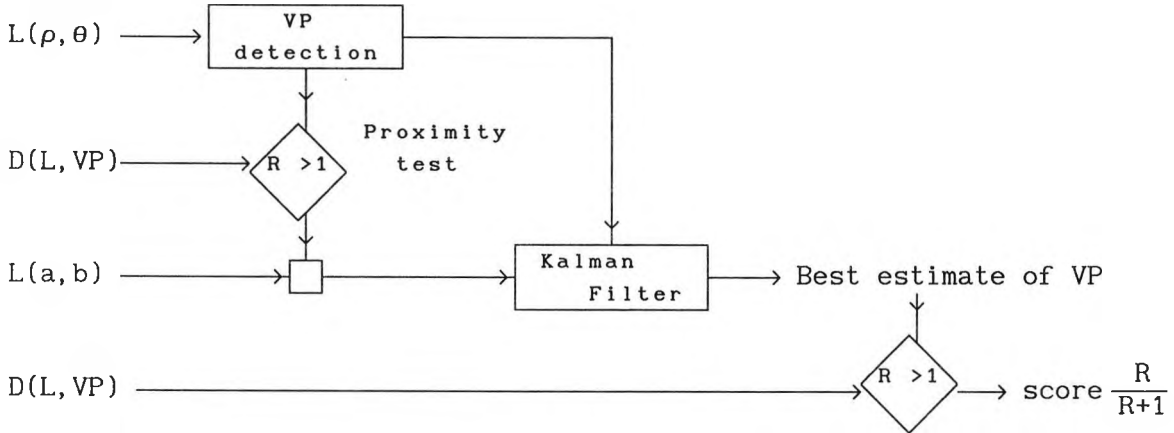 L(ρ,θ)
VP
detection
Proximity
test
D(L,VP)
R >1
L(a,b)
Kalman
Filter
Best estimate of VP
D(L,VP)
R >1
score R/R+1